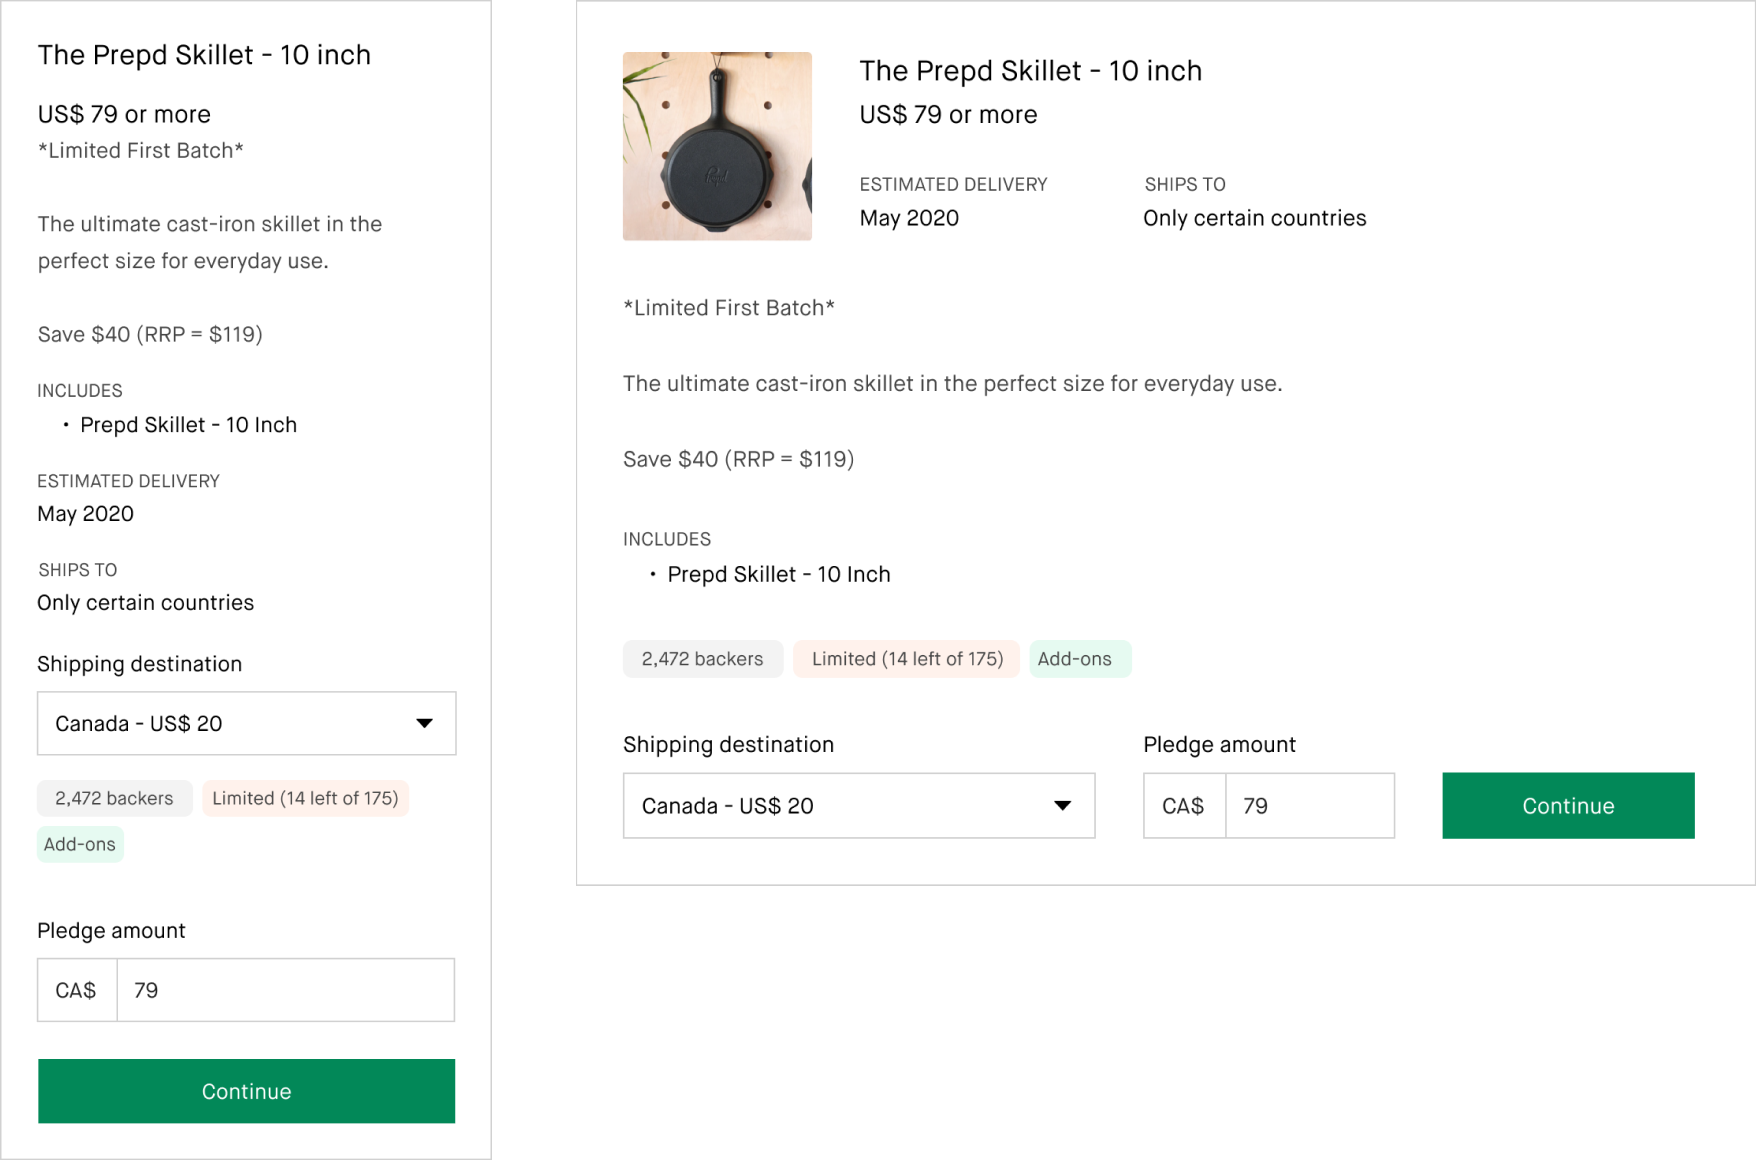 The Prepd Skillet - 10 inch
US$ 79 or more
*Limited First Batch*
The ultimate cast-iron skillet in the
perfect size for everyday use.
Save $40 (RRP = $119)
INCLUDES
• Prepd Skillet - 10 Inch
ESTIMATED DELIVERY
May 2020
SHIPS TO
Only certain countries
Shipping destination
Canada - US$ 20
2,472 backers
Limited (14 left of 175)
Add-ons
Pledge amount
CA$ 79
Continue
The Prepd Skillet - 10 inch
US$ 79 or more
ESTIMATED DELIVERY
May 2020
SHIPS TO
Only certain countries
Prepd
*Limited First Batch*
The ultimate cast-iron skillet in the perfect size for everyday use.
Save $40 (RRP = $119)
INCLUDES
• Prepd Skillet - 10 Inch
2,472 backers
Limited (14 left of 175)
Add-ons
Shipping destination
Canada - US$ 20
Pledge amount
CA$ 79
Continue